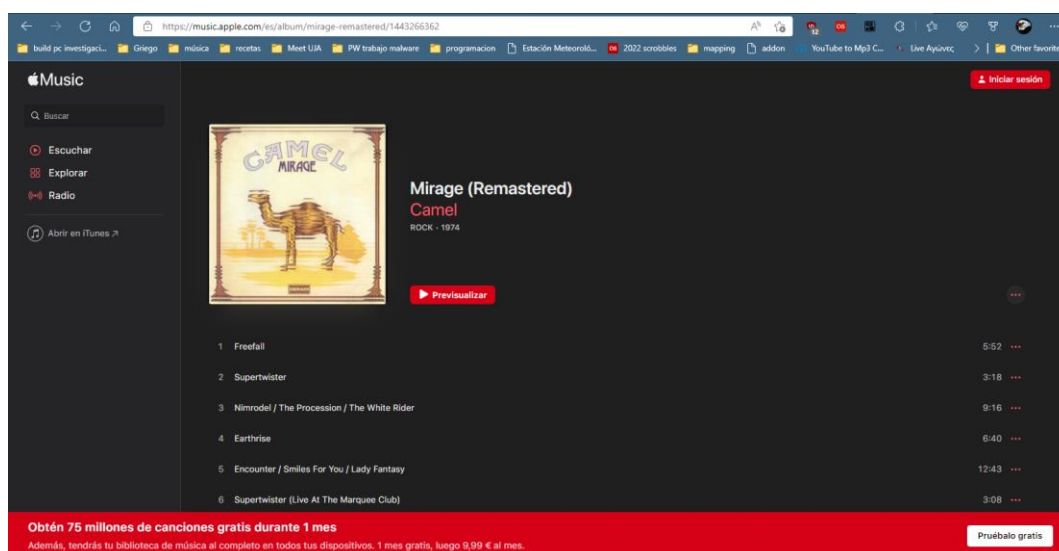 https://music.apple.com/es/album/mirage-remastered/1443266362
build pc investigaci... Griego música recetas Meet UJA PW trabajo malware programacion Estación Meteoroló... 2022 scrobbles mapping addon YouTube to Mp3 C... Live Αγώνες Other favorite
Music
Iniciar sesión
Buscar
Escuchar
Explorar
Radio
Abrir en iTunes
CAMEL
MIRAGE
Mirage (Remastered)
Camel
ROCK · 1974
Previsualizar
1 Freefall 5:52
2 Supertwister 3:18
3 Nimrodel / The Procession / The White Rider 9:16
4 Earthrise 6:40
5 Encounter / Smiles For You / Lady Fantasy 12:43
6 Supertwister (Live At The Marquee Club) 3:08
Obtén 75 millones de canciones gratis durante 1 mes
Además, tendrás tu biblioteca de música al completo en todos tus dispositivos. 1 mes gratis, luego 9,99 € al mes.
Pruébalo gratis